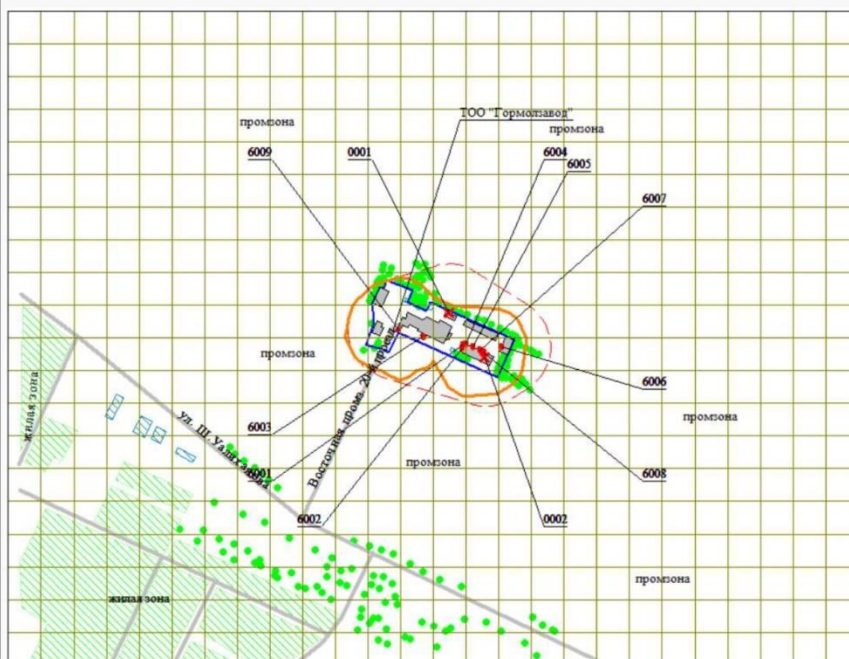 ТОО "Гормолзавод"
промзона
промзона
6009
0001
6004
6005
6007
промзона
6006
жилая зона
промзона
ул. Ш. Уалиханова
Восточная прома 20-й проезд
6003
промзона
6001
6008
6002
0002
промзона
жилая зона